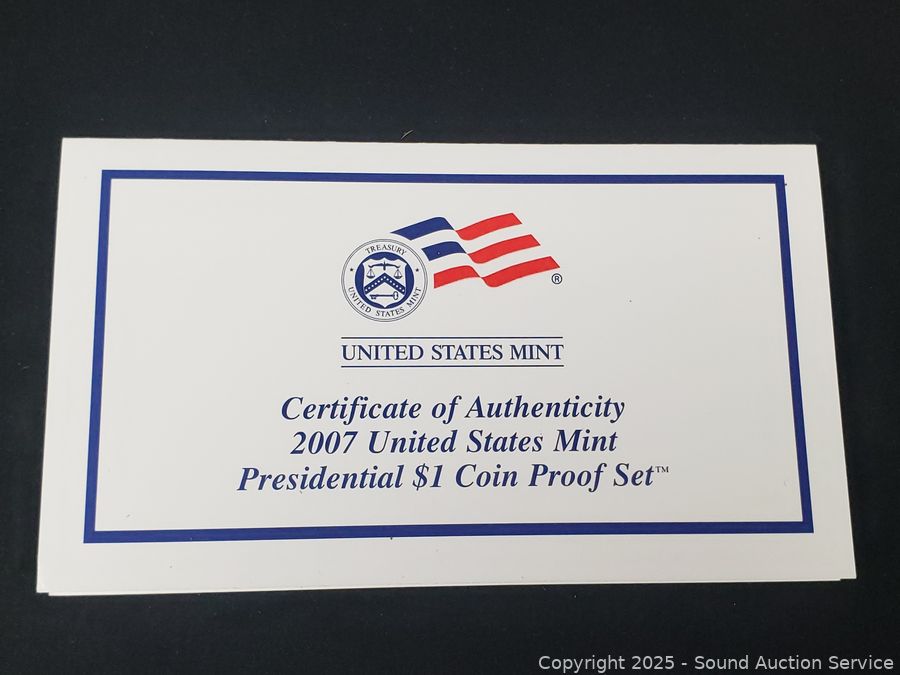 TREASURY
UNITED STATES MINT
®
UNITED STATES MINT
Certificate of Authenticity
2007 United States Mint
Presidential $1 Coin Proof Set™
Copyright 2025 - Sound Auction Service